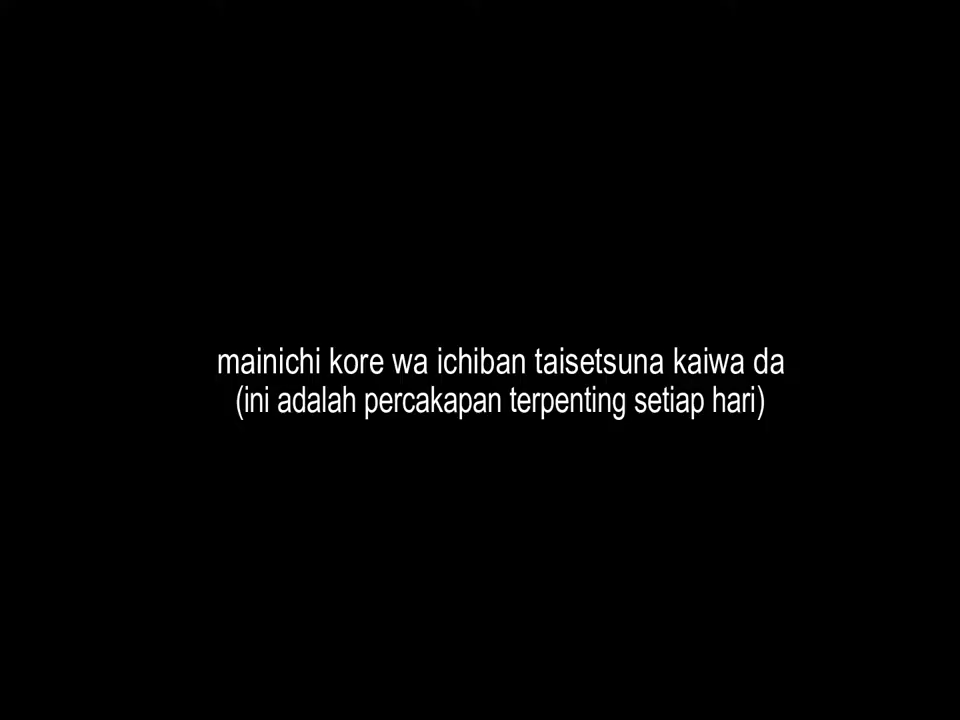 mainichi kore wa ichiban taisetsuna kaiwa da
(ini adalah percakapan terpenting setiap hari)